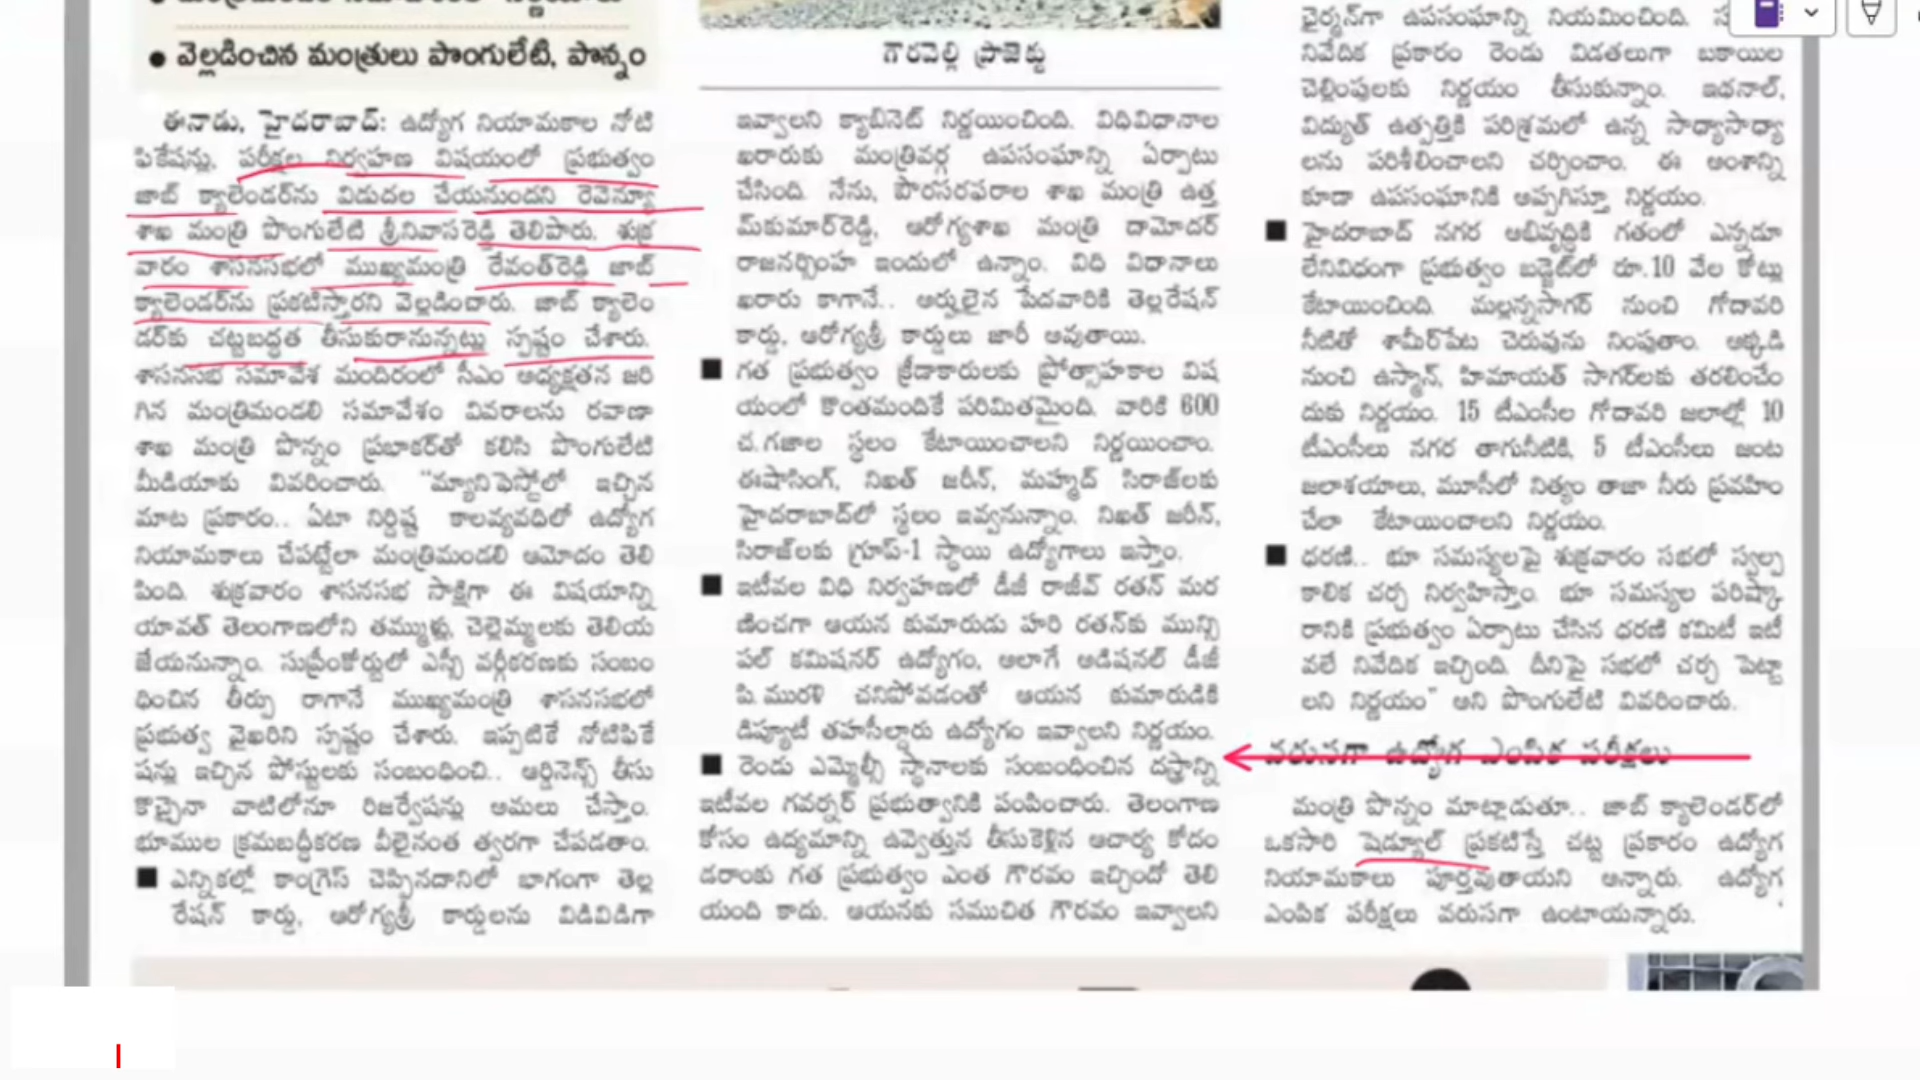 ● వెల్లడించిన మంత్రులు పొంగులేటి, పొన్నం
ఈనాడు, హైదరాబాద్: ఉద్యోగ నియామకాల నోటి
ఫికేషన్లు, పరీక్షల నిర్వహణ విషయంలో ప్రభుత్వం
జాబ్ క్యాలెండర్‌ను విడుదల చేయనుందని రెవెన్యూ
శాఖ మంత్రి పొంగులేటి శ్రీనివాసరెడ్డి తెలిపారు. శుక్ర
వారం శాసనసభలో ముఖ్యమంత్రి రేవంత్‌రెడ్డి జాబ్
క్యాలెండర్‌ను ప్రకటిస్తారని వెల్లడించారు. జాబ్ క్యాలెం
డర్‌కు చట్టబద్ధత తీసుకురానున్నట్లు స్పష్టం చేశారు.
శాసనసభ సమావేశ మందిరంలో సీఎం అధ్యక్షతన జరి
గిన మంత్రిమండలి సమావేశం వివరాలను రవాణా
శాఖ మంత్రి పొన్నం ప్రభాకర్‌తో కలిసి పొంగులేటి
మీడియాకు వివరించారు. ‘‘మ్యానిఫెస్టోలో ఇచ్చిన
మాట ప్రకారం.. ఏటా నిర్దిష్ట కాలవ్యవధిలో ఉద్యోగ
నియామకాలు చేపట్టేలా మంత్రిమండలి ఆమోదం తెలి
పింది. శుక్రవారం శాసనసభ సాక్షిగా ఈ విషయాన్ని
యావత్ తెలంగాణలోని తమ్ముళ్లు, చెల్లెమ్మలకు తెలియ
జేయనున్నాం. సుప్రీంకోర్టులో ఎస్సీ వర్గీకరణకు సంబం
ధించిన తీర్పు రాగానే ముఖ్యమంత్రి శాసనసభలో
ప్రభుత్వ వైఖరిని స్పష్టం చేశారు. ఇప్పటికే నోటిఫికే
షన్లు ఇచ్చిన పోస్టులకు సంబంధించి.. ఆర్డినెన్స్ తీసు
కొచ్చైనా వాటిలోనూ రిజర్వేషన్లు అమలు చేస్తాం.
భూముల క్రమబద్ధీకరణ వీలైనంత త్వరగా చేపడతాం.
■ ఎన్నికల్లో కాంగ్రెస్ చెప్పినదానిలో భాగంగా తెల్ల
రేషన్ కార్డు, ఆరోగ్యశ్రీ కార్డులను విడివిడిగా
గౌరవెల్లి ప్రాజెక్టు
ఇవ్వాలని క్యాబినెట్ నిర్ణయించింది. విధివిధానాల
ఖరారుకు మంత్రివర్గ ఉపసంఘాన్ని ఏర్పాటు
చేసింది. నేను, పౌరసరఫరాల శాఖ మంత్రి ఉత్త
మ్‌కుమార్‌రెడ్డి, ఆరోగ్యశాఖ మంత్రి దామోదర్
రాజనర్సింహ ఇందులో ఉన్నాం. విధి విధానాలు
ఖరారు కాగానే.. అర్హులైన పేదవారికి తెల్లరేషన్
కార్డు, ఆరోగ్యశ్రీ కార్డులు జారీ అవుతాయి.
■ గత ప్రభుత్వం క్రీడాకారులకు ప్రోత్సాహకాల విష
యంలో కొంతమందికే పరిమితమైంది. వారికి 600
చ.గజాల స్థలం కేటాయించాలని నిర్ణయించాం.
ఈషాసింగ్, నిఖత్ జరీన్, మహ్మద్ సిరాజ్‌లకు
హైదరాబాద్‌లో స్థలం ఇవ్వనున్నాం. నిఖత్ జరీన్,
సిరాజ్‌లకు గ్రూప్-1 స్థాయి ఉద్యోగాలు ఇస్తాం.
■ ఇటీవల విధి నిర్వహణలో డీజీ రాజీవ్ రతన్ మర
ణించగా ఆయన కుమారుడు హరి రతన్‌కు మున్సి
పల్ కమిషనర్ ఉద్యోగం, అలాగే అడిషనల్ డీజీ
పి.మురళి చనిపోవడంతో ఆయన కుమారుడికి
డిప్యూటీ తహసీల్దారు ఉద్యోగం ఇవ్వాలని నిర్ణయం.
■ రెండు ఎమ్మెల్సీ స్థానాలకు సంబంధించిన దస్త్రాన్ని
ఇటీవల గవర్నర్ ప్రభుత్వానికి పంపించారు. తెలంగాణ
కోసం ఉద్యమాన్ని ఉవ్వెత్తున తీసుకెళ్లిన ఆచార్య కోదం
డరాంకు గత ప్రభుత్వం ఎంత గౌరవం ఇచ్చిందో తెలి
యంది కాదు. ఆయనకు సముచిత గౌరవం ఇవ్వాలని
ఛైర్మన్‌గా ఉపసంఘాన్ని నియమించింది.
నివేదిక ప్రకారం రెండు విడతలుగా బకాయిల
చెల్లింపులకు నిర్ణయం తీసుకున్నాం. ఇథనాల్,
విద్యుత్ ఉత్పత్తికి పరిశ్రమలో ఉన్న సాధ్యాసాధ్యా
లను పరిశీలించాలని చర్చించాం. ఈ అంశాన్ని
కూడా ఉపసంఘానికి అప్పగిస్తూ నిర్ణయం.
■ హైదరాబాద్ నగర అభివృద్ధికి గతంలో ఎన్నడూ
లేనివిధంగా ప్రభుత్వం బడ్జెట్‌లో రూ.10 వేల కోట్లు
కేటాయించింది. మల్లన్నసాగర్ నుంచి గోదావరి
నీటితో శామీర్‌పేట చెరువును నింపుతాం. అక్కడి
నుంచి ఉస్మాన్, హిమాయత్ సాగర్‌లకు తరలించేం
దుకు నిర్ణయం. 15 టీఎంసీల గోదావరి జలాల్లో 10
టీఎంసీలు నగర తాగునీటికి, 5 టీఎంసీలు జంట
జలాశయాలు, మూసీలో నిత్యం తాజా నీరు ప్రవహిం
చేలా కేటాయించాలని నిర్ణయం.
■ ధరణి.. భూ సమస్యలపై శుక్రవారం సభలో స్వల్ప
కాలిక చర్చ నిర్వహిస్తాం. భూ సమస్యల పరిష్కా
రానికి ప్రభుత్వం ఏర్పాటు చేసిన ధరణి కమిటీ ఇటీ
వలే నివేదిక ఇచ్చింది. దీనిపై సభలో చర్చ పెట్టా
లని నిర్ణయం’’ అని పొంగులేటి వివరించారు.
వరుసగా ఉద్యోగ ఎంపిక పరీక్షలు
మంత్రి పొన్నం మాట్లాడుతూ.. జాబ్ క్యాలెండర్‌లో
ఒకసారి షెడ్యూల్ ప్రకటిస్తే చట్ట ప్రకారం ఉద్యోగ
నియామకాలు పూర్తవుతాయని అన్నారు. ఉద్యోగ
ఎంపిక పరీక్షలు వరుసగా ఉంటాయన్నారు.